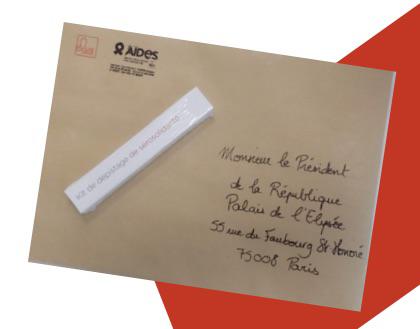 AIDES
Kit de dépistage de sérosolidarité
Monsieur le Président
de la République
Palais de l'Elysée
55 rue du Faubourg St Honoré
75008 Paris